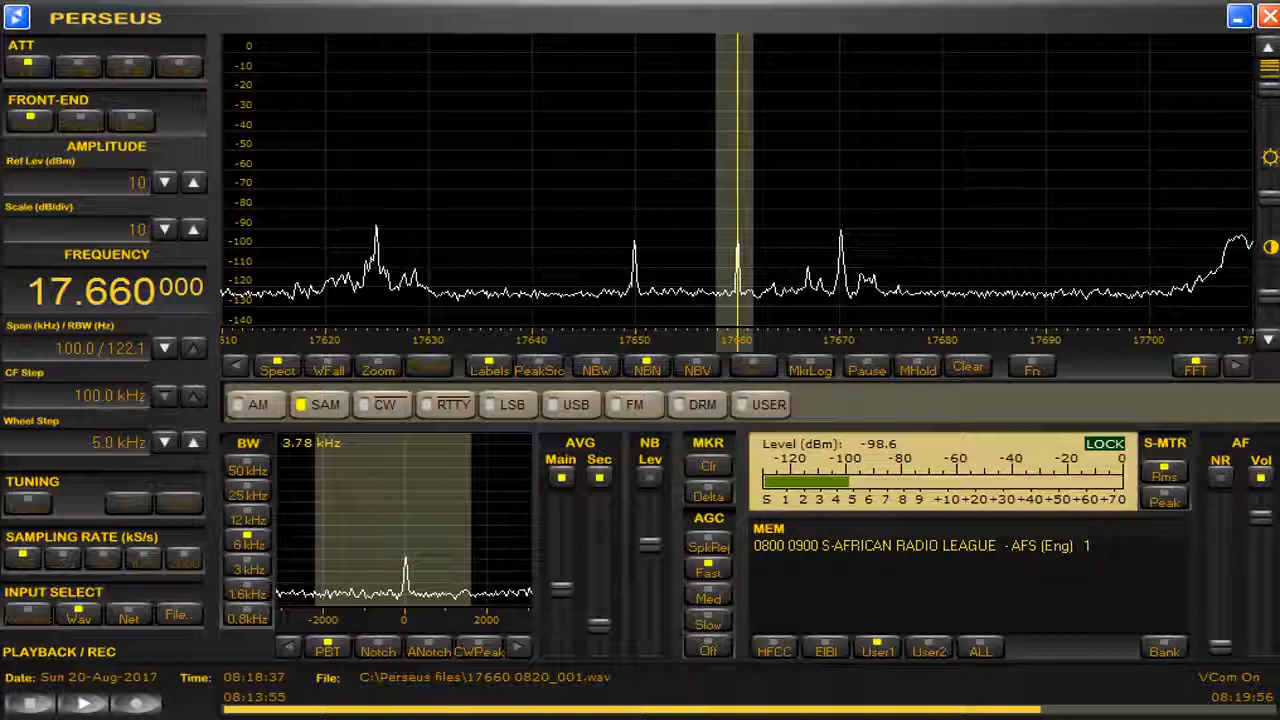 PERSEUS
ATT
FRONT-END
AMPLITUDE
Ref Lev (dBm)
10
Scale (dB/div)
10
FREQUENCY
17.660000
Span (kHz) / RBW (Hz)
100.0 / 122.1
CF Step
100.0 kHz
Wheel Step
5.0 kHz
TUNING
SAMPLING RATE (kS/s)
INPUT SELECT
Wav Net File..
PLAYBACK / REC
0
-10
-20
-30
-40
-50
-60
-70
-80
-90
-100
-110
-120
-130
-140
510 17620 17630 17640 17650 17660 17670 17680 17690 17700 177
Spect WFall Zoom Labels PeakSrc NBW NBN NBV MkrLog Pause MHold Clear Fn FFT
AM SAM CW RTTY LSB USB FM DRM USER
BW
50 kHz
25 kHz
12 kHz
6 kHz
3 kHz
1.6kHz
0.8kHz
3.78 kHz
-2000 0 2000
PBT Notch ANotch CWPeak
AVG
Main Sec
NB
Lev
MKR
Clr
Delta
AGC
SpkRej
Fast
Med
Slow
Off
Level (dBm): -98.6 LOCK
-120 -100 -80 -60 -40 -20 0
S 1 2 3 4 5 6 7 8 9 +10 +20 +30 +40 +50 +60 +70
S-MTR
Rms
Peak
AF
NR Vol
MEM
0800 0900 S-AFRICAN RADIO LEAGUE - AFS (Eng) 1
HFCC EIBI User1 User2 ALL Bank
Date: Sun 20-Aug-2017 Time: 08:18:37 File: C:\Perseus files\17660 0820_001.wav VCom On
08:13:55 08:19:56